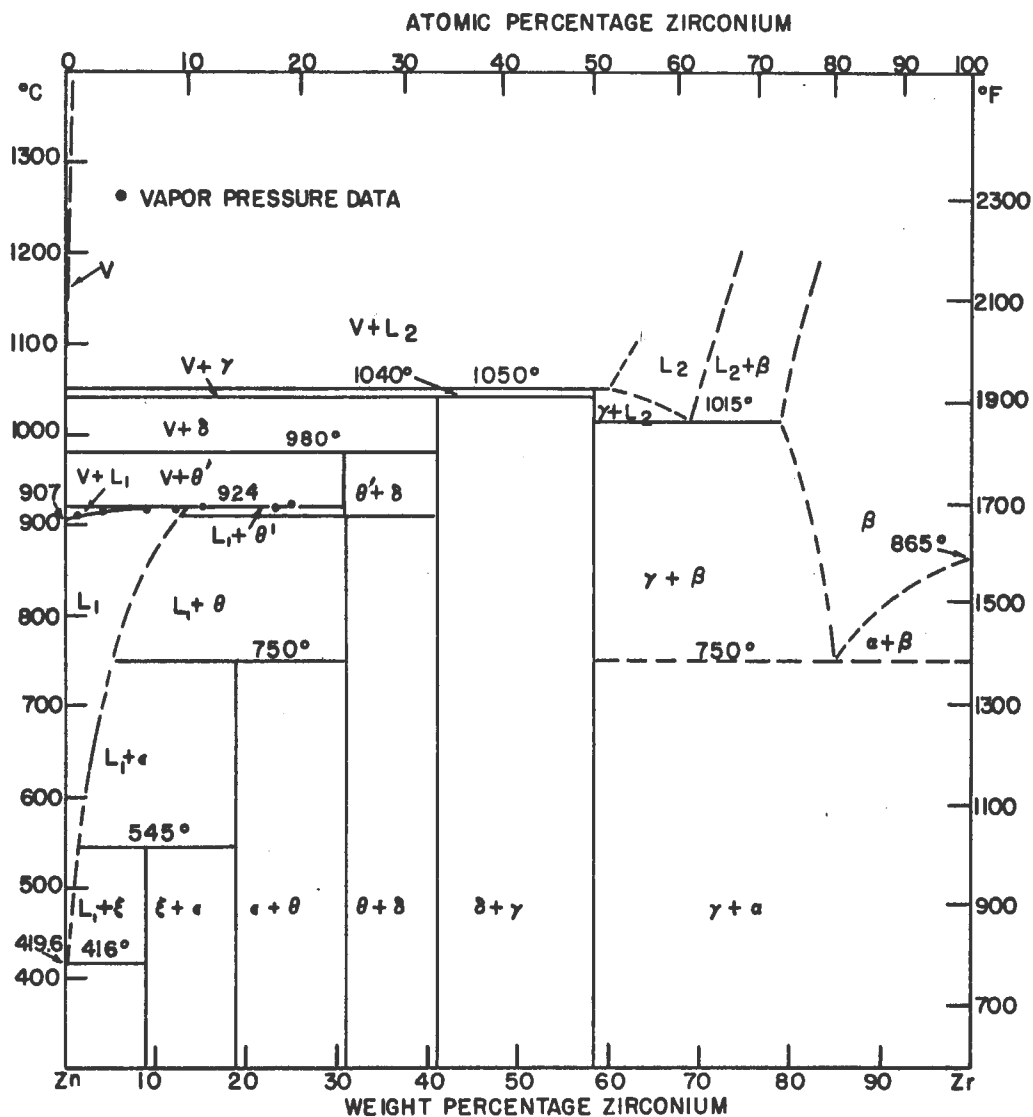 ATOMIC PERCENTAGE ZIRCONIUM
0 10 20 30 40 50 60 70 80 90 100
°C °F
1300
• VAPOR PRESSURE DATA
2300
1200
V
2100
1100
V+L2
L2 L2+β
V+γ 1040° 1050°
γ+L2 1015° 1900
1000 V+δ
980°
V+L1 V+θ' θ'+δ
907 924 1700
900 L1+θ'
β
865°
γ+β
800 L1 L1+θ 1500
α+β
750° 750°
700 1300
L1+ϵ
600 1100
545°
500
L1+ξ ξ+ϵ ϵ+θ θ+δ δ+γ γ+α 900
419.6 416°
400
700
Zn 10 20 30 40 50 60 70 80 90 Zr
WEIGHT PERCENTAGE ZIRCONIUM